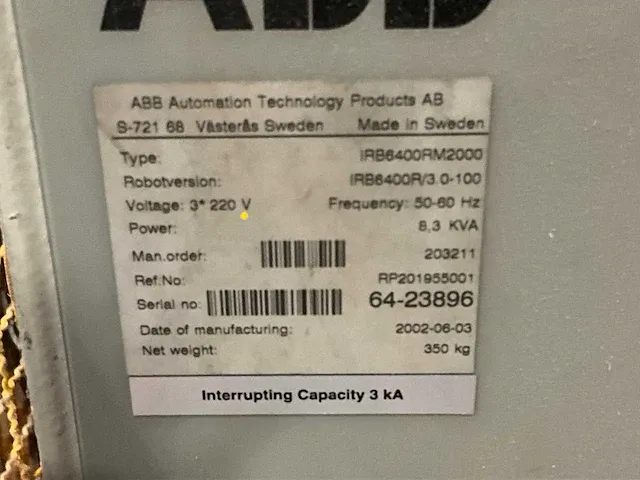 ABB
ABB Automation Technology Products AB
S-721 68 Västerås Sweden Made in Sweden
Type: IRB6400RM2000
Robotversion: IRB6400R/3.0-100
Voltage: 3* 220 V Frequency: 50-60 Hz
Power: 8,3 KVA
Man.order: 203211
Ref.No: RP201955001
Serial no: 64-23896
Date of manufacturing: 2002-06-03
Net weight: 350 kg
Interrupting Capacity 3 kA